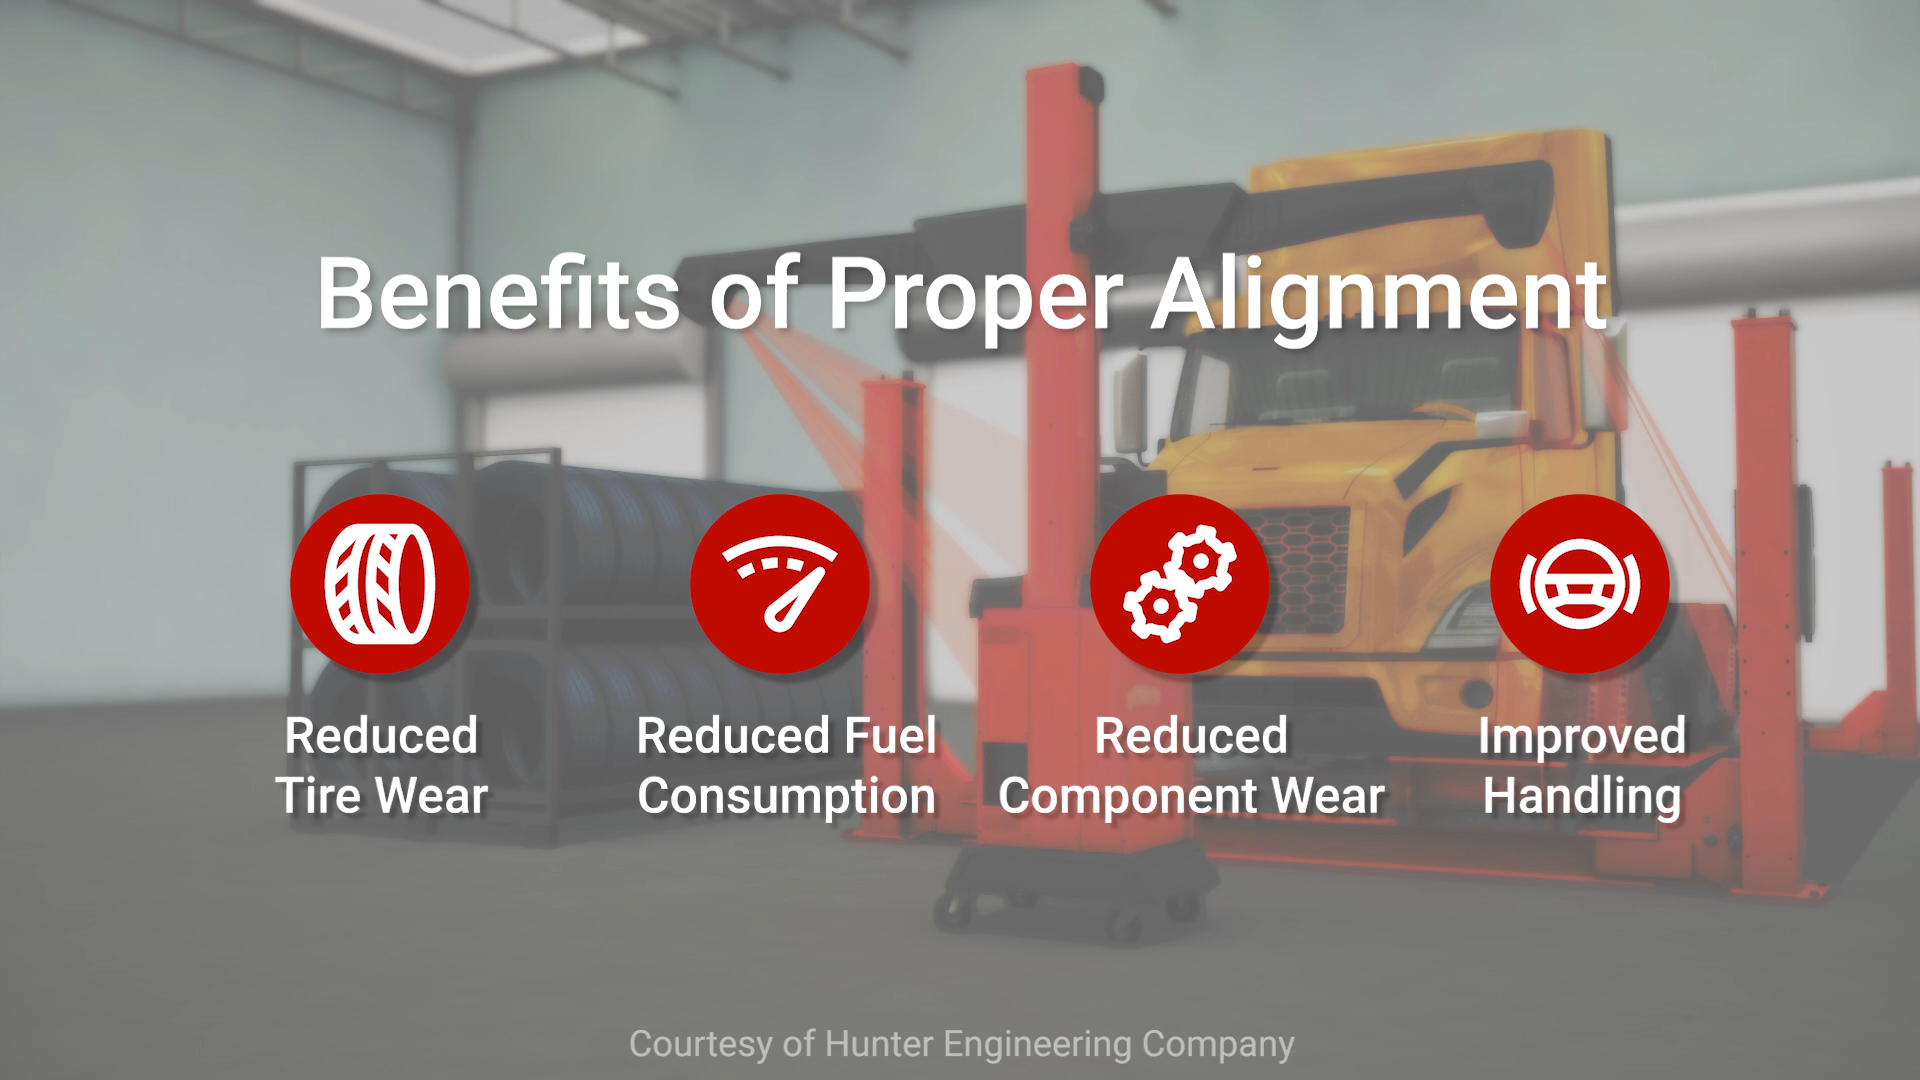 Benefits of Proper Alignment
Reduced
Tire Wear
Reduced Fuel
Consumption
Reduced
Component Wear
Improved
Handling
Courtesy of Hunter Engineering Company